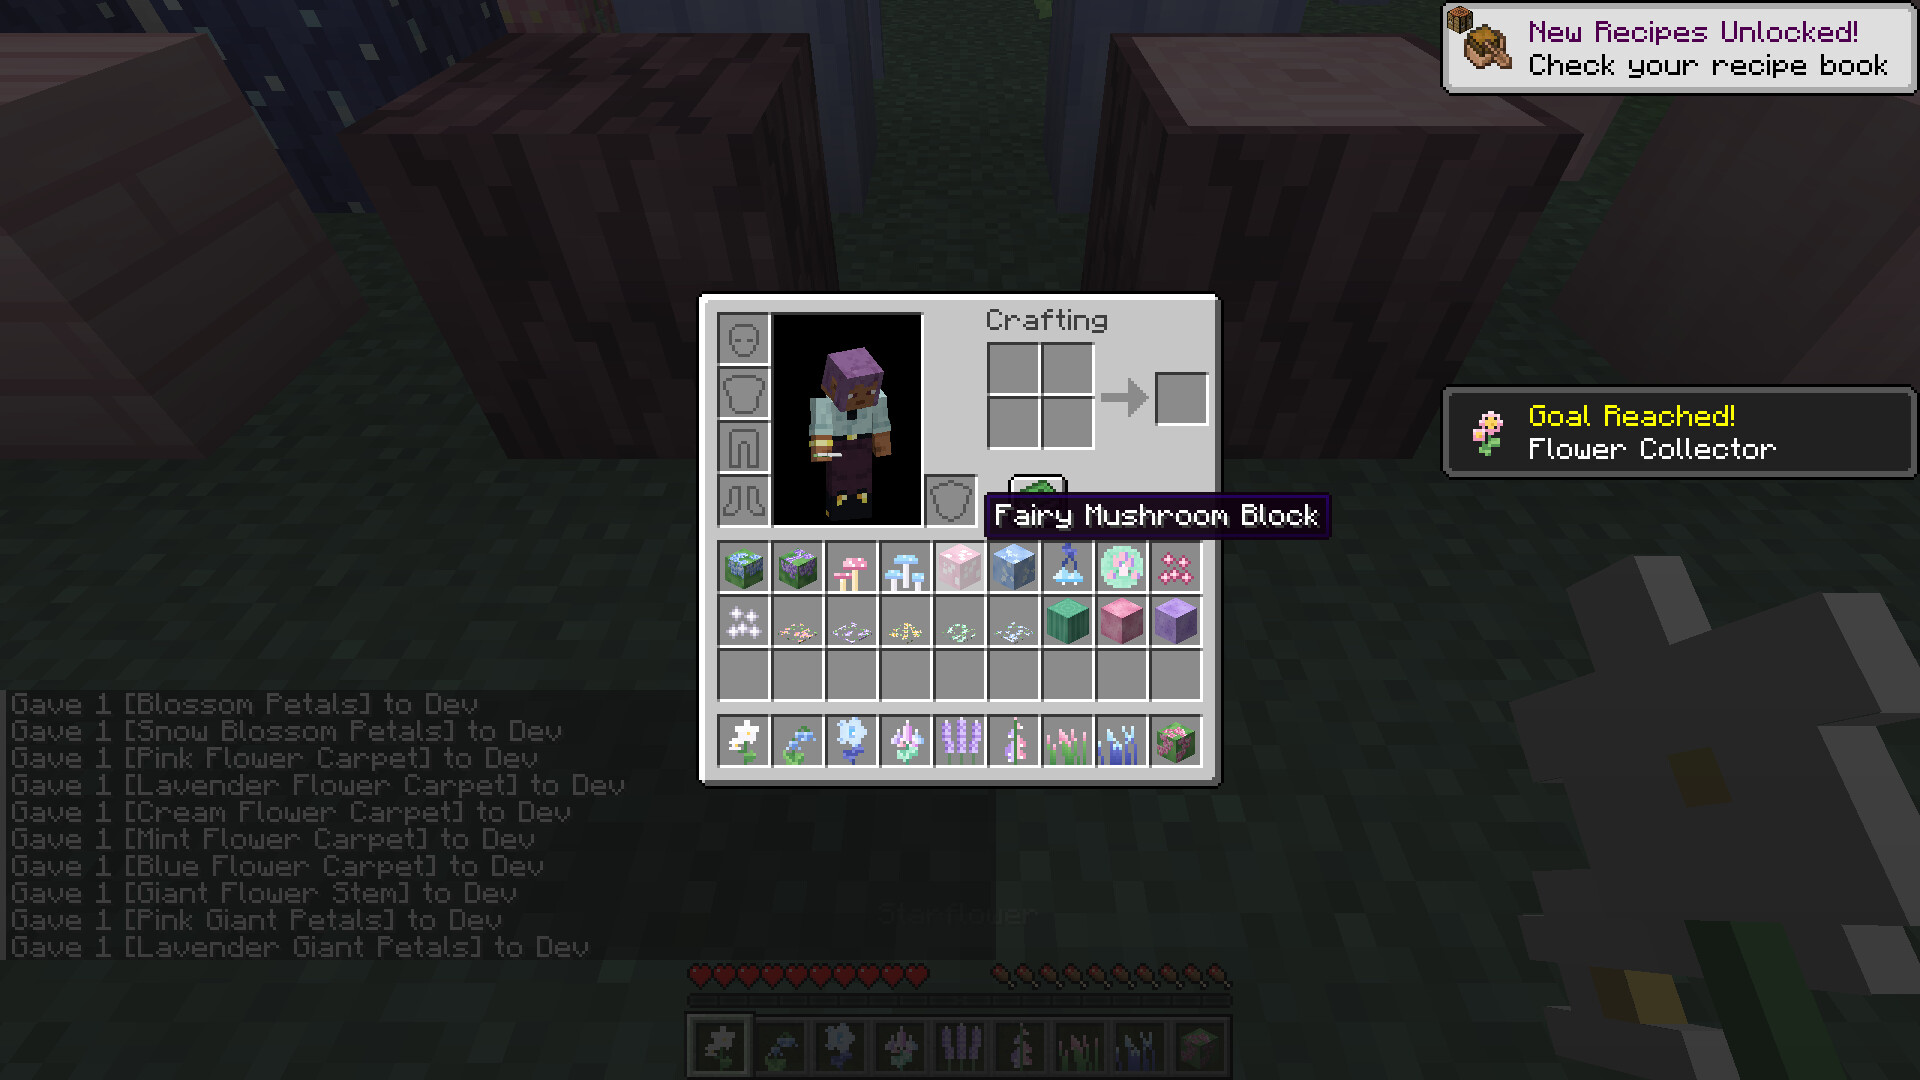 New Recipes Unlocked!
Check your recipe book
Crafting
Goal Reached!
Flower Collector
Fairy Mushroom Block
Gave 1 [Blossom Petals] to Dev
Gave 1 [Snow Blossom Petals] to Dev
Gave 1 [Pink Flower Carpet] to Dev
Gave 1 [Lavender Flower Carpet] to Dev
Gave 1 [Cream Flower Carpet] to Dev
Gave 1 [Mint Flower Carpet] to Dev
Gave 1 [Blue Flower Carpet] to Dev
Gave 1 [Giant Flower Stem] to Dev
Gave 1 [Pink Giant Petals] to Dev
Gave 1 [Lavender Giant Petals] to Dev